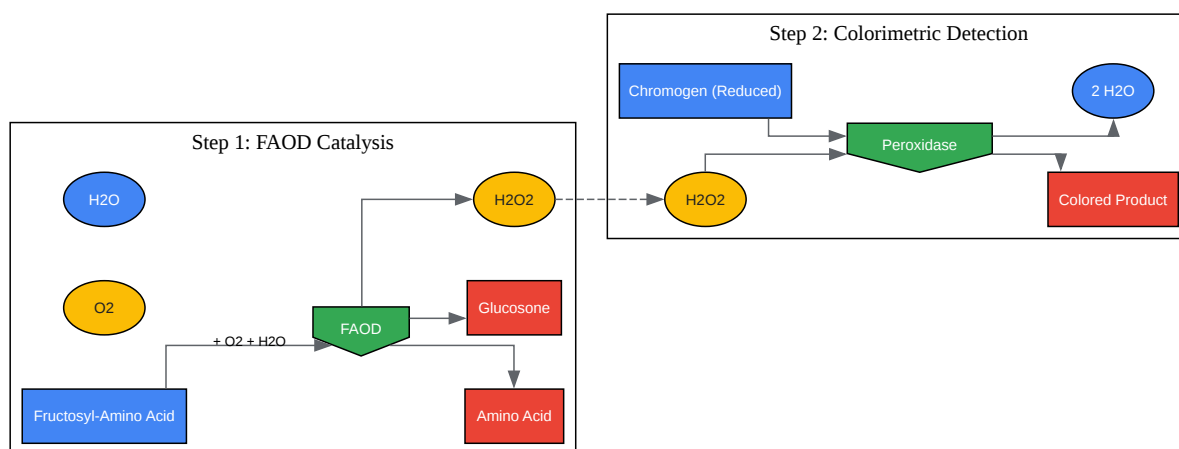 Step 1: FAOD Catalysis
H2O
O2
H2O2
Glucosone
FAOD
+ O2 + H2O
Fructosyl-Amino Acid
Amino Acid
Step 2: Colorimetric Detection
Chromogen (Reduced)
2 H2O
Peroxidase
H2O2
Colored Product